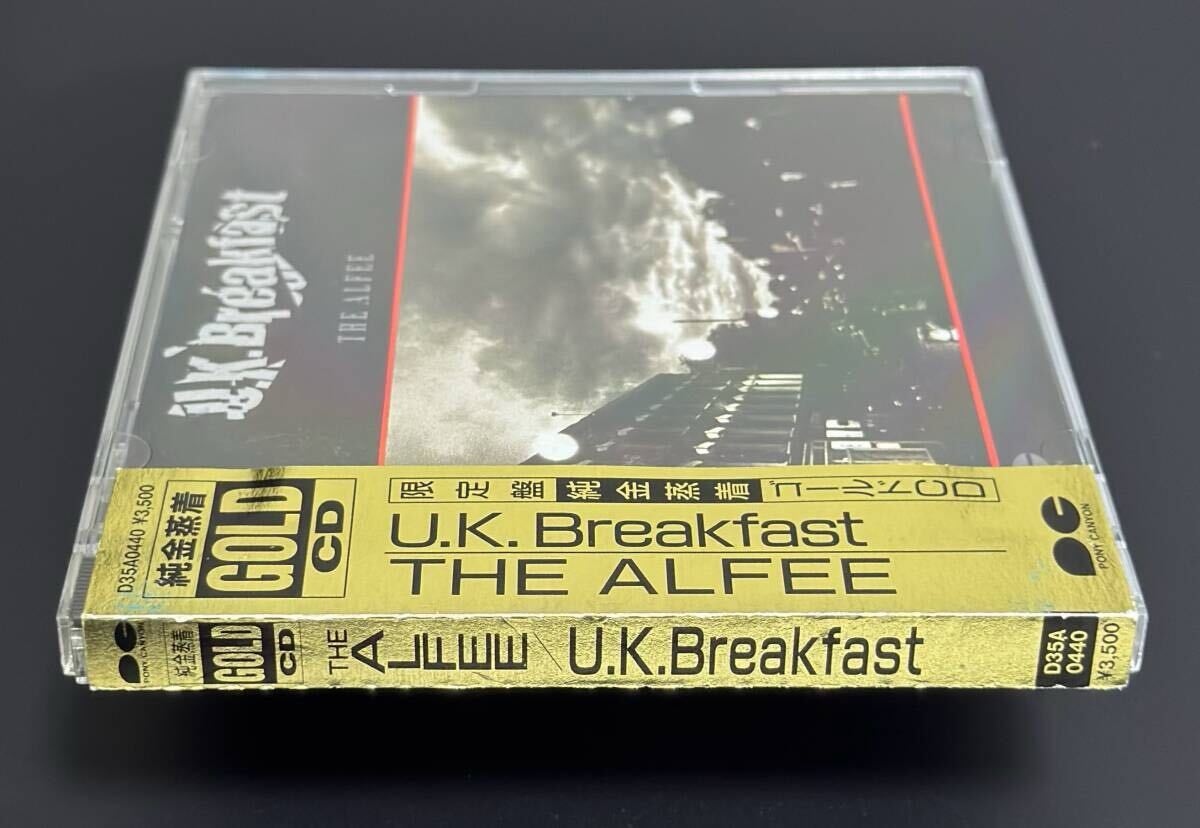 U.K. Breakfast
THE ALFEE
D35A0440 ¥3,500
純金蒸着
GOLD
CD
限定盤純金蒸着ゴールドCD
U.K. Breakfast
THE ALFEE
PONY CANYON
PONY CANYON
純金蒸着
GOLD
CD
THE
ALFEE / U.K.Breakfast
D35A
0440
¥3,500